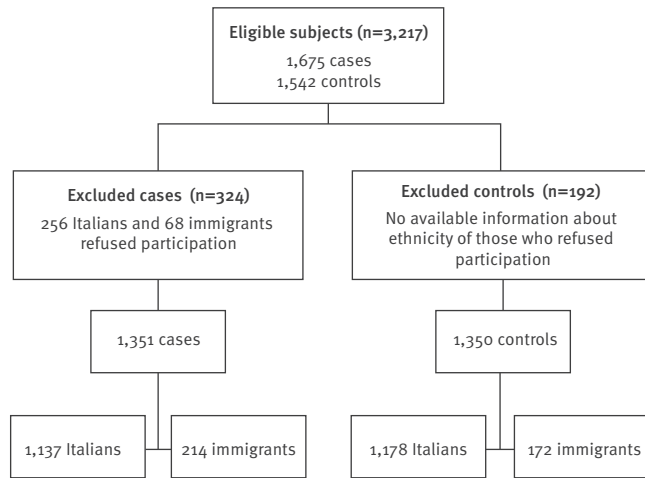 Eligible subjects (n=3,217)
1,675 cases
1,542 controls
Excluded cases (n=324)
256 Italians and 68 immigrants
refused participation
Excluded controls (n=192)
No available information about
ethnicity of those who refused
participation
1,351 cases
1,350 controls
1,137 Italians
214 immigrants
1,178 Italians
172 immigrants